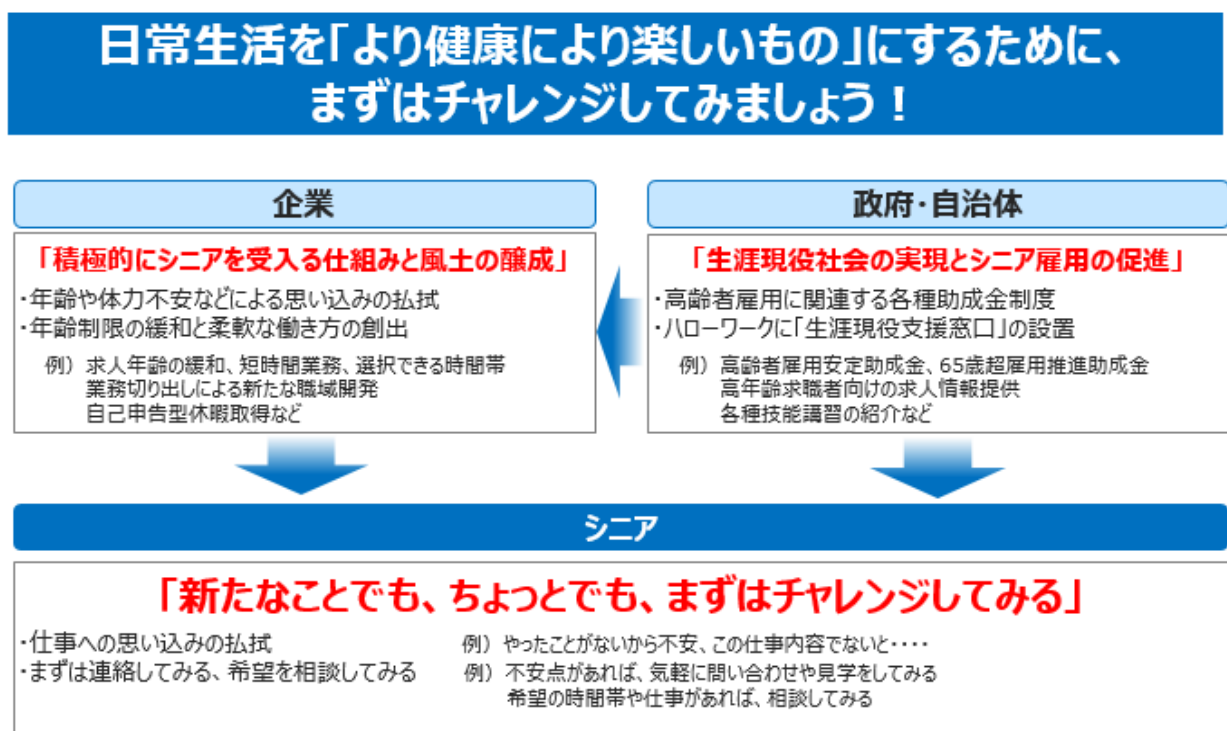 日常生活を「より健康により楽しいもの」にするために、
まずはチャレンジしてみましょう！
企業
「積極的にシニアを受入る仕組みと風土の醸成」
・年齢や体力不安などによる思い込みの払拭
・年齢制限の緩和と柔軟な働き方の創出
例）求人年齢の緩和、短時間業務、選択できる時間帯
業務切り出しによる新たな職域開発
自己申告型休暇取得など
政府・自治体
「生涯現役社会の実現とシニア雇用の促進」
・高齢者雇用に関連する各種助成金制度
・ハローワークに「生涯現役支援窓口」の設置
例）高齢者雇用安定助成金、65歳超雇用推進助成金
高年齢求職者向けの求人情報提供
各種技能講習の紹介など
シニア
「新たなことでも、ちょっとでも、まずはチャレンジしてみる」
・仕事への思い込みの払拭
例）やったことがないから不安、この仕事内容でないと・・・・
・まずは連絡してみる、希望を相談してみる
例）不安点があれば、気軽に問い合わせや見学をしてみる
希望の時間帯や仕事があれば、相談してみる